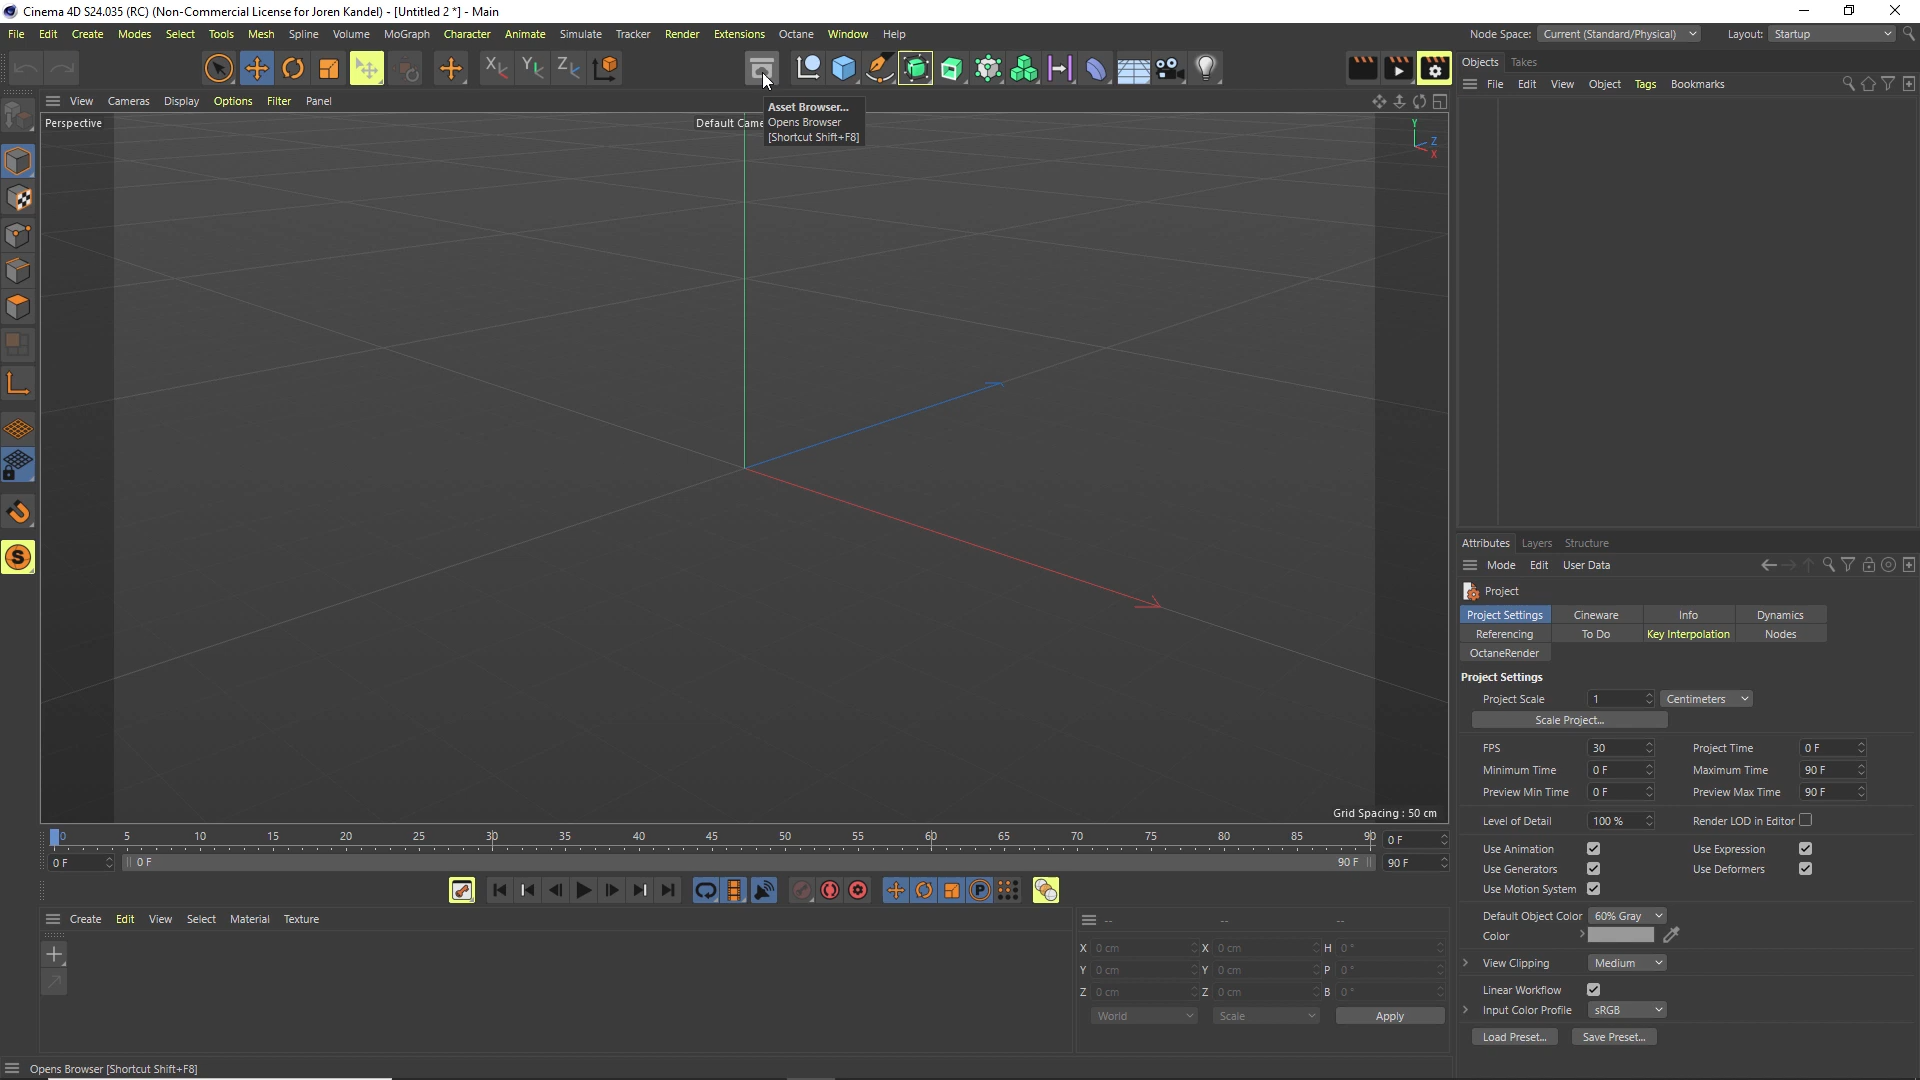 Cinema 4D S24.035 (RC) (Non-Commercial License for Joren Kandel) - [Untitled 2 *] - Main
File Edit Create Modes Select Tools Mesh Spline Volume MoGraph Character Animate Simulate Tracker Render Extensions Octane Window Help
Node Space: Current (Standard/Physical) Layout: Startup
X Y Z
Objects Takes
File Edit View Object Tags Bookmarks
View Cameras Display Options Filter Panel
Perspective
Default Came
Asset Browser...
Opens Browser
[Shortcut Shift+F8]
Y
Z
X
S
Grid Spacing : 50 cm
0 5 10 15 20 25 30 35 40 45 50 55 60 65 70 75 80 85 90 0 F
0 F 0 F 90 F 90 F
P
Create Edit View Select Material Texture
-- -- --
X 0 cm X 0 cm H 0 °
Y 0 cm Y 0 cm P 0 °
Z 0 cm Z 0 cm B 0 °
World Scale Apply
Opens Browser [Shortcut Shift+F8]
Attributes Layers Structure
Mode Edit User Data
Project
Project Settings Cineware Info Dynamics
Referencing To Do Key Interpolation Nodes
OctaneRender
Project Settings
Project Scale 1 Centimeters
Scale Project...
FPS 30 Project Time 0 F
Minimum Time 0 F Maximum Time 90 F
Preview Min Time 0 F Preview Max Time 90 F
Level of Detail 100 % Render LOD in Editor
Use Animation Use Expression
Use Generators Use Deformers
Use Motion System
Default Object Color 60% Gray
Color
View Clipping Medium
Linear Workflow
Input Color Profile sRGB
Load Preset... Save Preset...